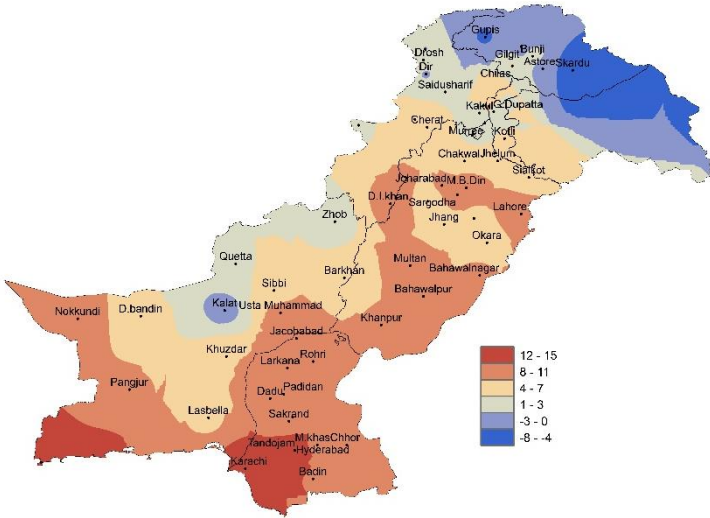 Gupis
Drosh
Gilgit
Bunji
Dir
Astore
Skardu
Chilas
Saidusharif
Kakul
G.Dupatta
Cherat
Murree
Kotli
Chakwal
Jhelum
Sialkot
Joharabad
M.B.Din
D.I.khan
Sargodha
Lahore
Zhob
Jhang
Okara
Quetta
Multan
Barkhan
Bahawalnagar
Sibbi
Bahawalpur
Kalat
Usta Muhammad
Nokkundi
D.bandin
Khanpur
Jacobabad
Khuzdar
Rohri
Larkana
12 - 15
8 - 11
4 - 7
1 - 3
-3 - 0
-8 - -4
Pangjur
Dadu
Padidan
Lasbella
Sakrand
Tandojam
M.khas
Chhor
Hyderabad
Karachi
Badin